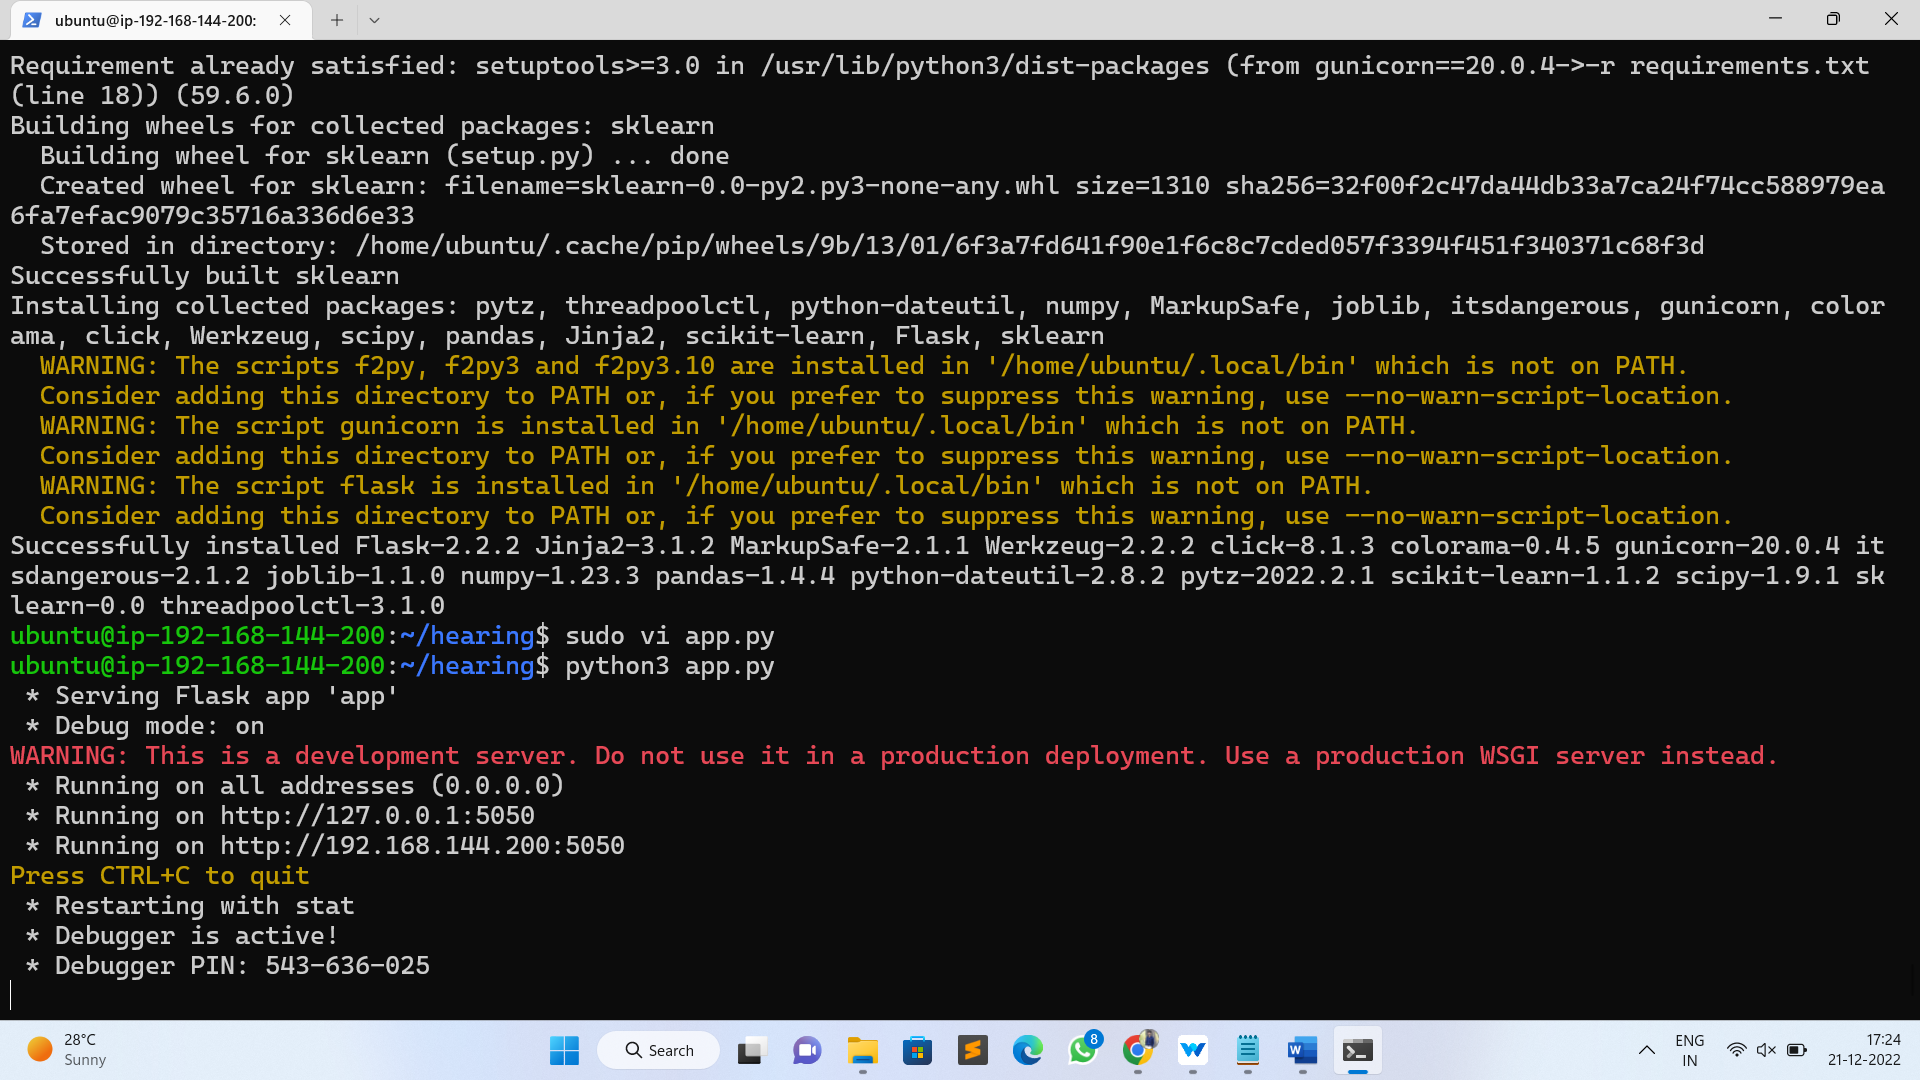 ubuntu@ip-192-168-144-200:
Requirement already satisfied: setuptools>=3.0 in /usr/lib/python3/dist-packages (from gunicorn==20.0.4->-r requirements.txt
(line 18)) (59.6.0)
Building wheels for collected packages: sklearn
  Building wheel for sklearn (setup.py) ... done
  Created wheel for sklearn: filename=sklearn-0.0-py2.py3-none-any.whl size=1310 sha256=32f00f2c47da44db33a7ca24f74cc588979ea
6fa7efac9079c35716a336d6e33
  Stored in directory: /home/ubuntu/.cache/pip/wheels/9b/13/01/6f3a7fd641f90e1f6c8c7cded057f3394f451f340371c68f3d
Successfully built sklearn
Installing collected packages: pytz, threadpoolctl, python-dateutil, numpy, MarkupSafe, joblib, itsdangerous, gunicorn, color
ama, click, Werkzeug, scipy, pandas, Jinja2, scikit-learn, Flask, sklearn
  WARNING: The scripts f2py, f2py3 and f2py3.10 are installed in '/home/ubuntu/.local/bin' which is not on PATH.
  Consider adding this directory to PATH or, if you prefer to suppress this warning, use --no-warn-script-location.
  WARNING: The script gunicorn is installed in '/home/ubuntu/.local/bin' which is not on PATH.
  Consider adding this directory to PATH or, if you prefer to suppress this warning, use --no-warn-script-location.
  WARNING: The script flask is installed in '/home/ubuntu/.local/bin' which is not on PATH.
  Consider adding this directory to PATH or, if you prefer to suppress this warning, use --no-warn-script-location.
Successfully installed Flask-2.2.2 Jinja2-3.1.2 MarkupSafe-2.1.1 Werkzeug-2.2.2 click-8.1.3 colorama-0.4.5 gunicorn-20.0.4 it
sdangerous-2.1.2 joblib-1.1.0 numpy-1.23.3 pandas-1.4.4 python-dateutil-2.8.2 pytz-2022.2.1 scikit-learn-1.1.2 scipy-1.9.1 sk
learn-0.0 threadpoolctl-3.1.0
ubuntu@ip-192-168-144-200:~/hearing$ sudo vi app.py
ubuntu@ip-192-168-144-200:~/hearing$ python3 app.py
 * Serving Flask app 'app'
 * Debug mode: on
WARNING: This is a development server. Do not use it in a production deployment. Use a production WSGI server instead.
 * Running on all addresses (0.0.0.0)
 * Running on http://127.0.0.1:5050
 * Running on http://192.168.144.200:5050
Press CTRL+C to quit
 * Restarting with stat
 * Debugger is active!
 * Debugger PIN: 543-636-025
28°C
Sunny
Search
8
ENG
IN
17:24
21-12-2022